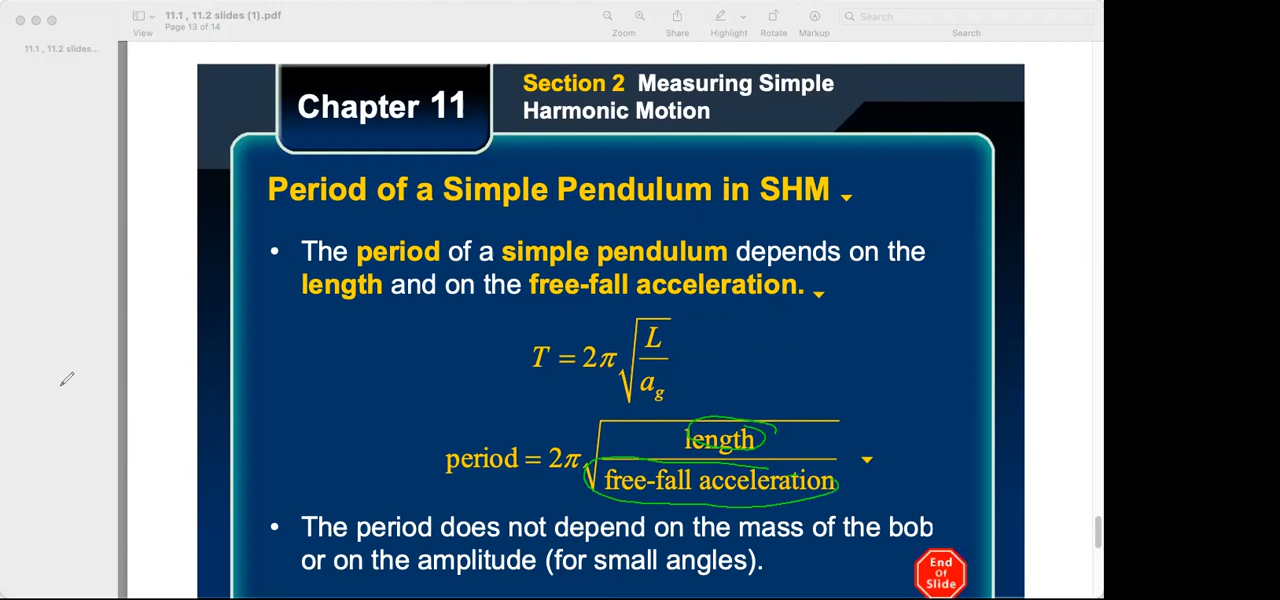 11.1 , 11.2 slides (1).pdf
Page 13 of 14
View
Zoom
Share
Highlight
Rotate
Markup
Search
Search
11.1 , 11.2 slides...
Chapter 11
Section 2 Measuring Simple
Harmonic Motion
Period of a Simple Pendulum in SHM
• The period of a simple pendulum depends on the
length and on the free-fall acceleration.
T = 2π√(L/a_g)
period = 2π√(length/free-fall acceleration)
• The period does not depend on the mass of the bob
or on the amplitude (for small angles).
End
Of
Slide